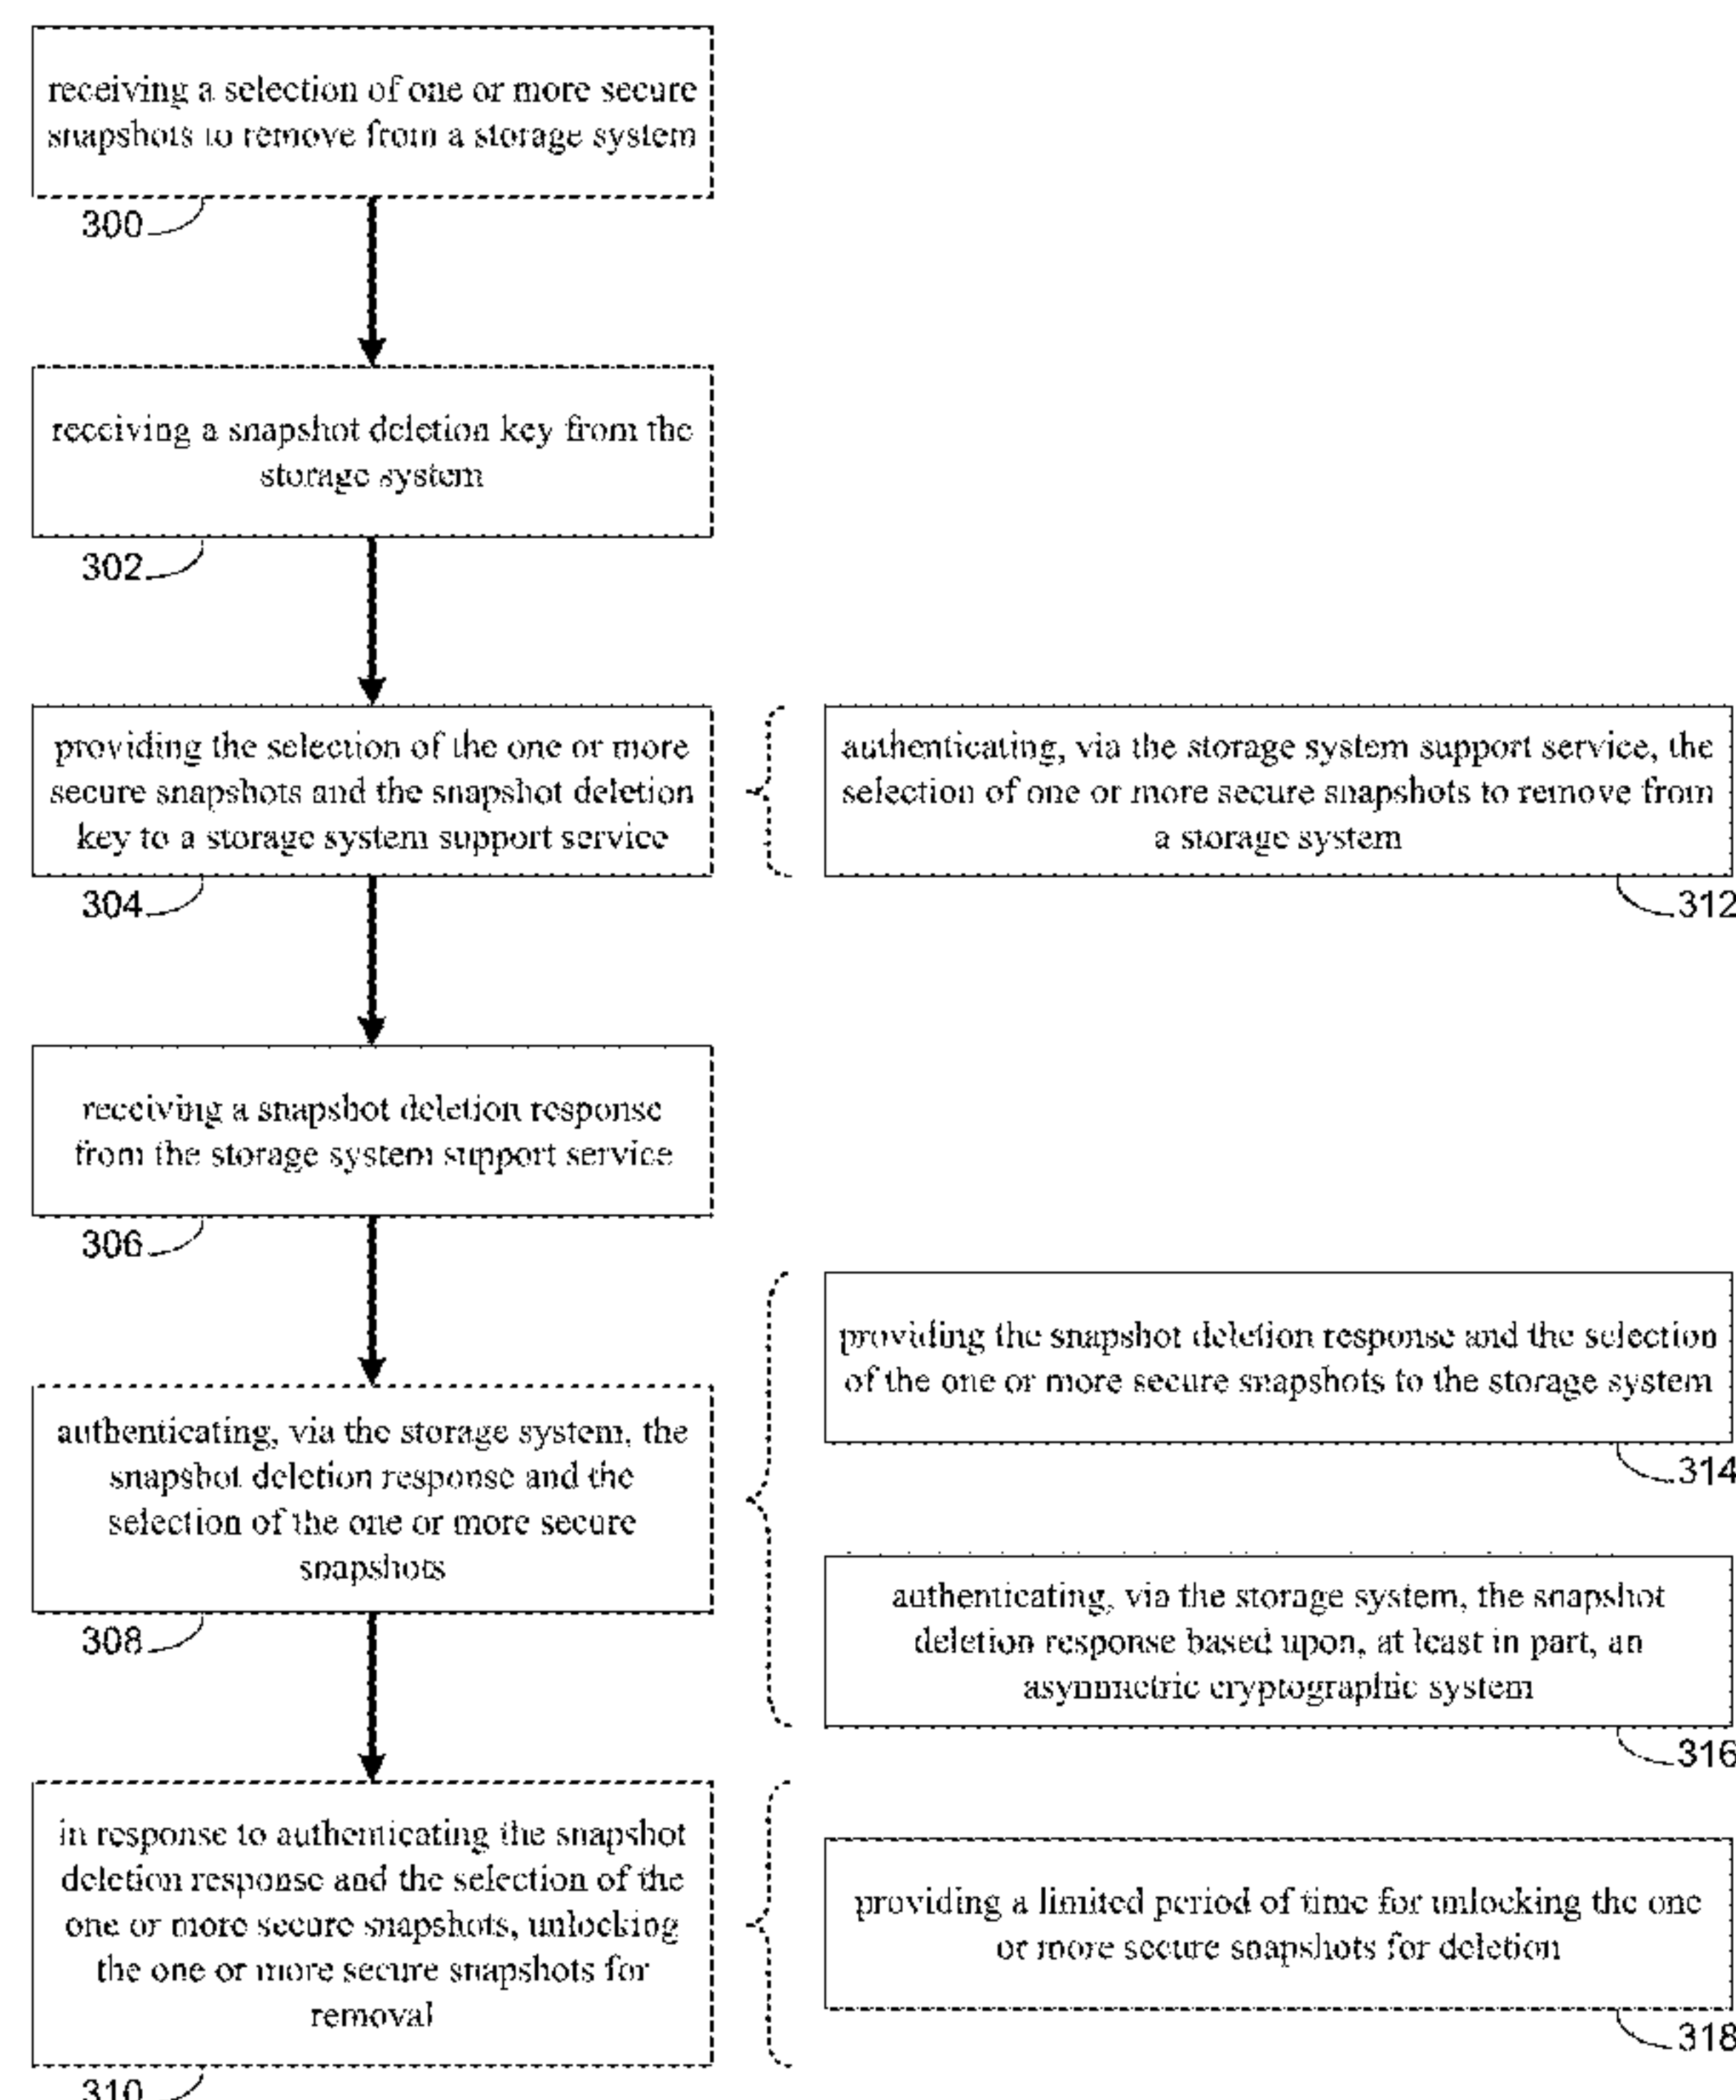 receiving a selection of one or more secure
snapshots to remove from a storage system
300
receiving a snapshot deletion key from the
storage system
302
providing the selection of the one or more
secure snapshots and the snapshot deletion
key to a storage system support service
304
authenticating, via the storage system support service, the
selection of one or more secure snapshots to remove from
a storage system
312
receiving a snapshot deletion response
from the storage system support service
306
authenticating, via the storage system, the
snapshot deletion response and the
selection of the one or more secure
snapshots
308
providing the snapshot deletion response and the selection
of the one or more secure snapshots to the storage system
314
authenticating, via the storage system, the snapshot
deletion response based upon, at least in part, an
asymmetric cryptographic system
316
in response to authenticating the snapshot
deletion response and the selection of the
one or more secure snapshots, unlocking
the one or more secure snapshots for
removal
310
providing a limited period of time for unlocking the one
or more secure snapshots for deletion
318